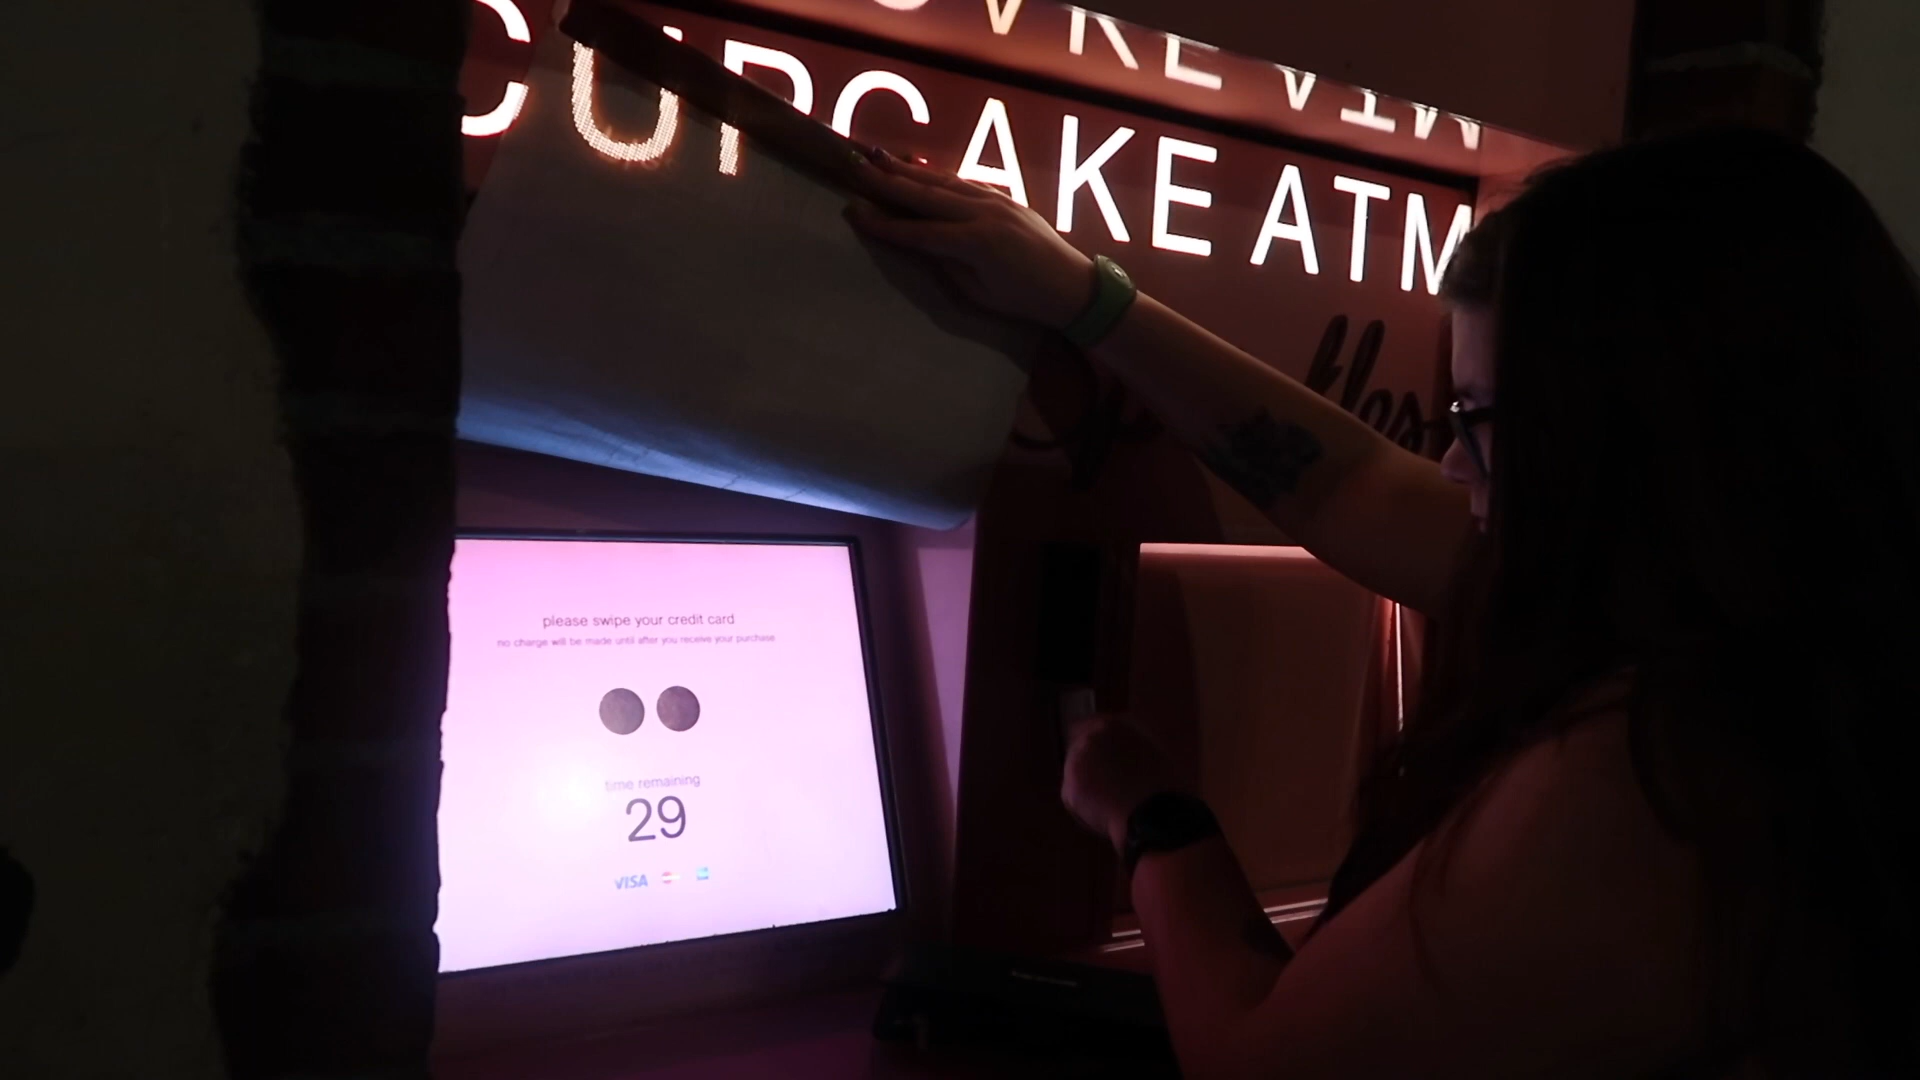 CUPCAKE ATM
please swipe your credit card
no charge will be made until after you receive your purchase
time remaining
29
VISA